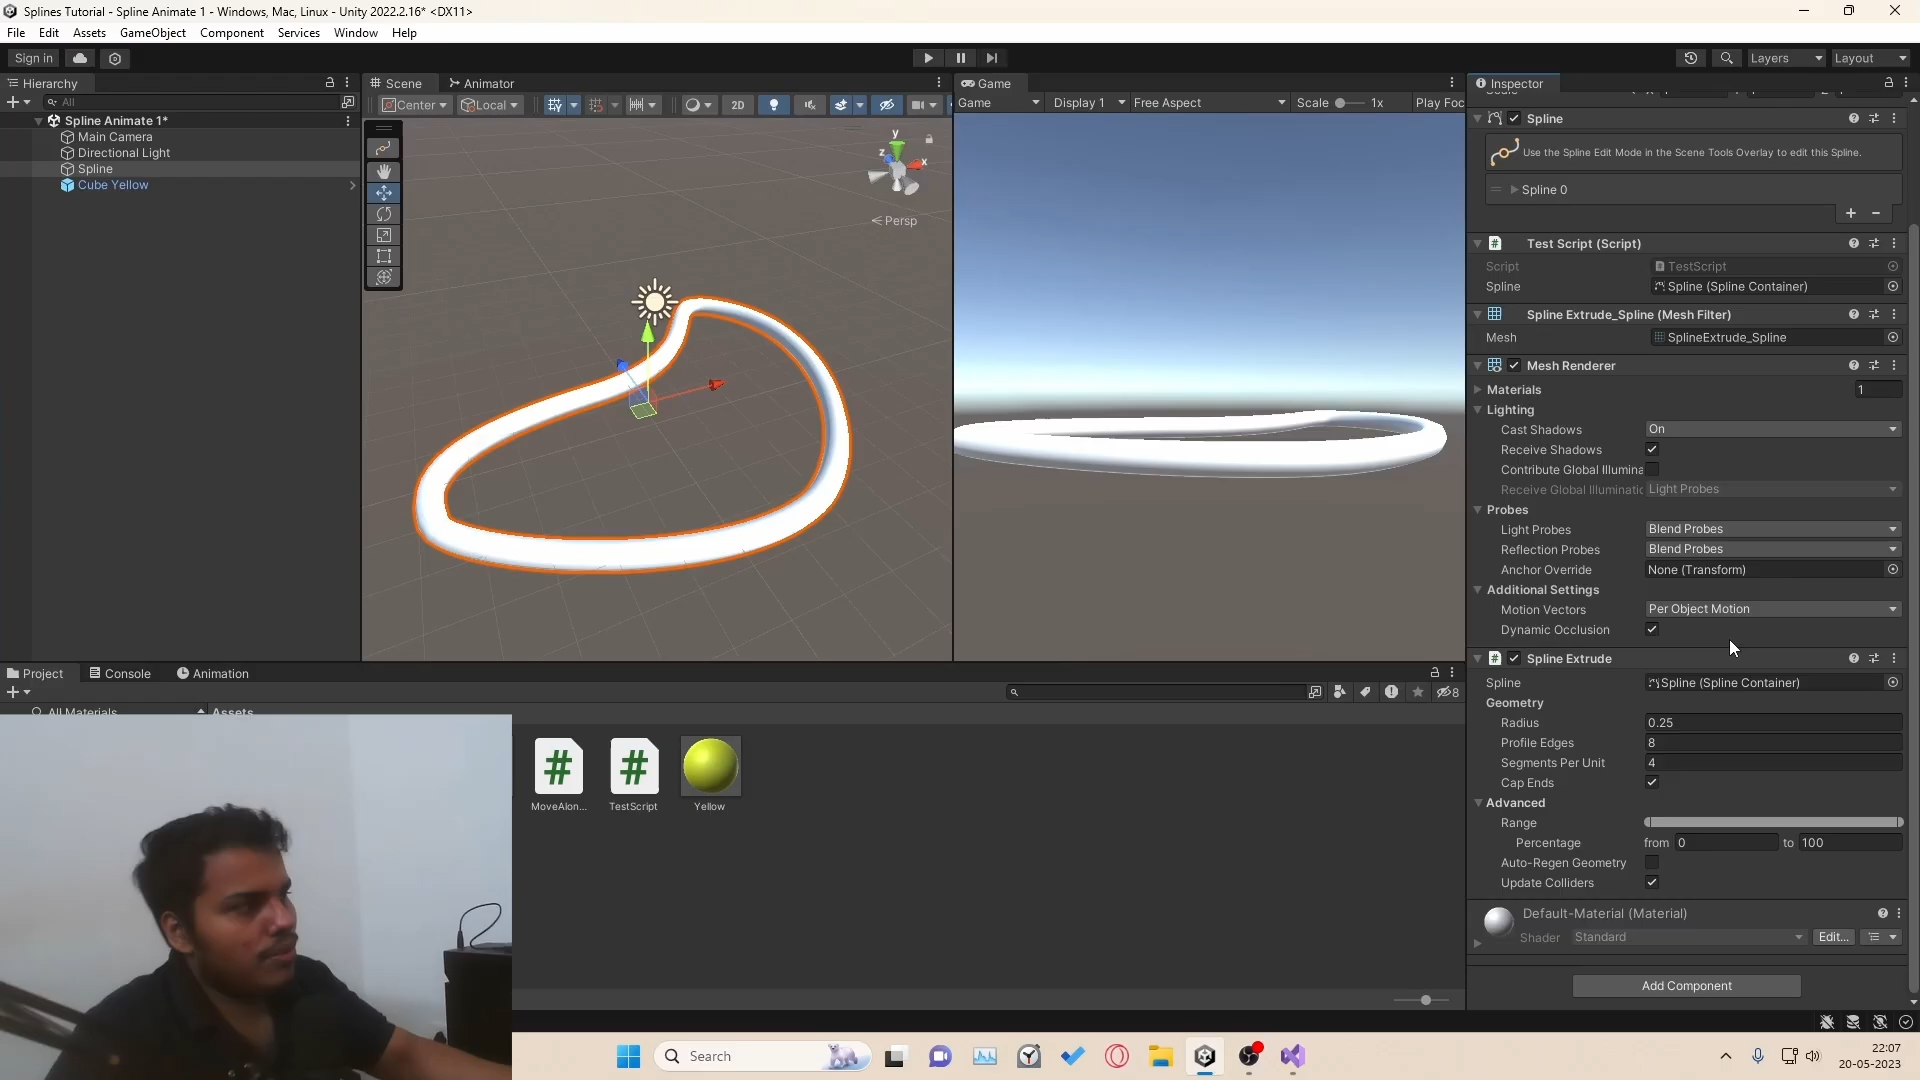 Splines Tutorial - Spline Animate 1 - Windows, Mac, Linux - Unity 2022.2.16* <DX11>
File Edit Assets GameObject Component Services Window Help
Sign in
Layers
Layout
Hierarchy
All
Spline Animate 1*
Main Camera
Directional Light
Spline
Cube Yellow
Scene
Animator
Center
Local
2D
y
x
z
Persp
Game
Game
Display 1
Free Aspect
Scale
1x
Play Foc
Inspector
Spline
Use the Spline Edit Mode in the Scene Tools Overlay to edit this Spline.
Spline 0
Test Script (Script)
Script TestScript
Spline Spline (Spline Container)
Spline Extrude_Spline (Mesh Filter)
Mesh SplineExtrude_Spline
Mesh Renderer
Materials 1
Lighting
Cast Shadows On
Receive Shadows
Contribute Global Illumina
Receive Global Illuminatic Light Probes
Probes
Light Probes Blend Probes
Reflection Probes Blend Probes
Anchor Override None (Transform)
Additional Settings
Motion Vectors Per Object Motion
Dynamic Occlusion
Spline Extrude
Spline Spline (Spline Container)
Geometry
Radius 0.25
Profile Edges 8
Segments Per Unit 4
Cap Ends
Advanced
Range
Percentage from 0 to 100
Auto-Regen Geometry
Update Colliders
Default-Material (Material)
Shader Standard Edit...
Add Component
Project
Console
Animation
8
All Materials
Assets
MoveAlon...
TestScript
Yellow
Search
22:07
20-05-2023